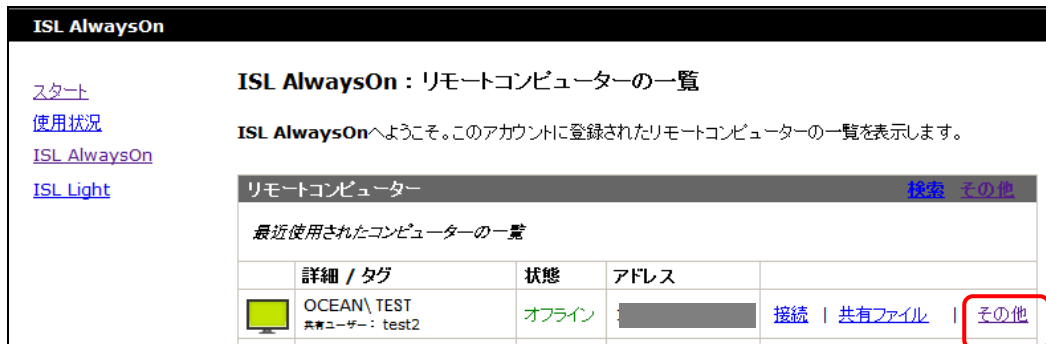 ISL AlwaysOn
スタート
使用状況
ISL AlwaysOn
ISL Light
ISL AlwaysOn：リモートコンピューターの一覧
ISL AlwaysOnへようこそ。このアカウントに登録されたリモートコンピューターの一覧を表示します。
リモートコンピューター 検索 その他
最近使用されたコンピューターの一覧
詳細 / タグ 状態 アドレス
OCEAN\ TEST オフライン 接続 | 共有ファイル | その他
共有ユーザー： test2